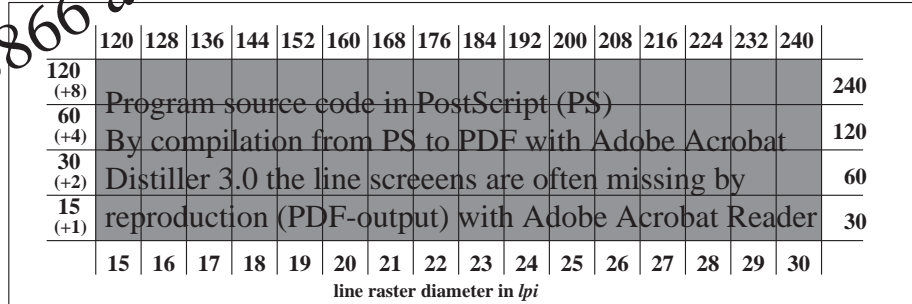 866
120 128 136 144 152 160 168 176 184 192 200 208 216 224 232 240
120
(+8)
240
Program source code in PostScript (PS)
60
(+4)
120
By compilation from PS to PDF with Adobe Acrobat
30
(+2)
60
Distiller 3.0 the line screeens are often missing by
15
(+1)
30
reproduction (PDF-output) with Adobe Acrobat Reader
15 16 17 18 19 20 21 22 23 24 25 26 27 28 29 30
line raster diameter in lpi